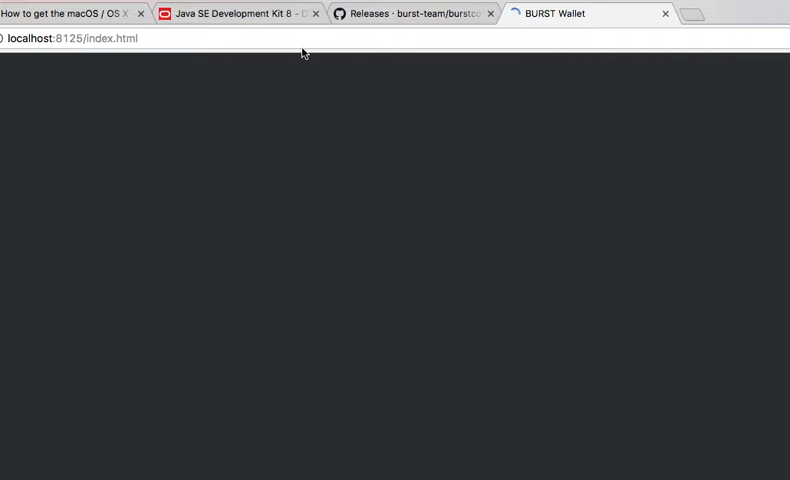 How to get the macOS / OS X
Java SE Development Kit 8 -
Releases · burst-team/burstco
BURST Wallet
localhost:8125/index.html